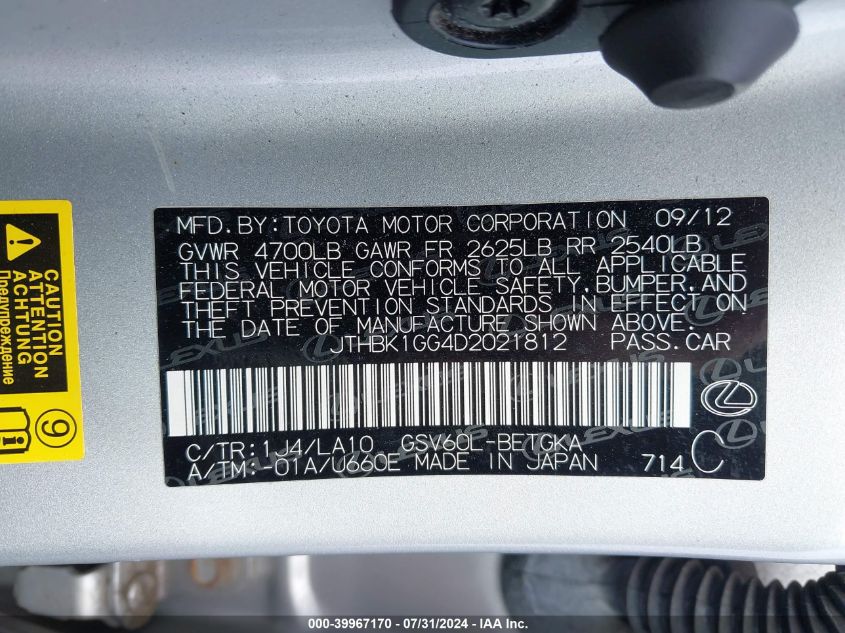 MFD. BY: TOYOTA MOTOR CORPORATION 09/12
GVWR 4700LB GAWR FR 2625LB RR 2540LB
THIS VEHICLE CONFORMS TO ALL APPLICABLE
FEDERAL MOTOR VEHICLE SAFETY, BUMPER, AND
THEFT PREVENTION STANDARDS IN EFFECT ON
THE DATE OF MANUFACTURE SHOWN ABOVE.
JTHBK1GG4D2021812 PASS. CAR
C/TR: 1J4/LA10 GSV60L-BETGKA
A/TM: -01A/U660E MADE IN JAPAN 714 C
CAUTION
ATTENTION
ACHTUNG
Предупреждение
9
LEXUS
000-39967170 - 07/31/2024 - © IAA Inc.